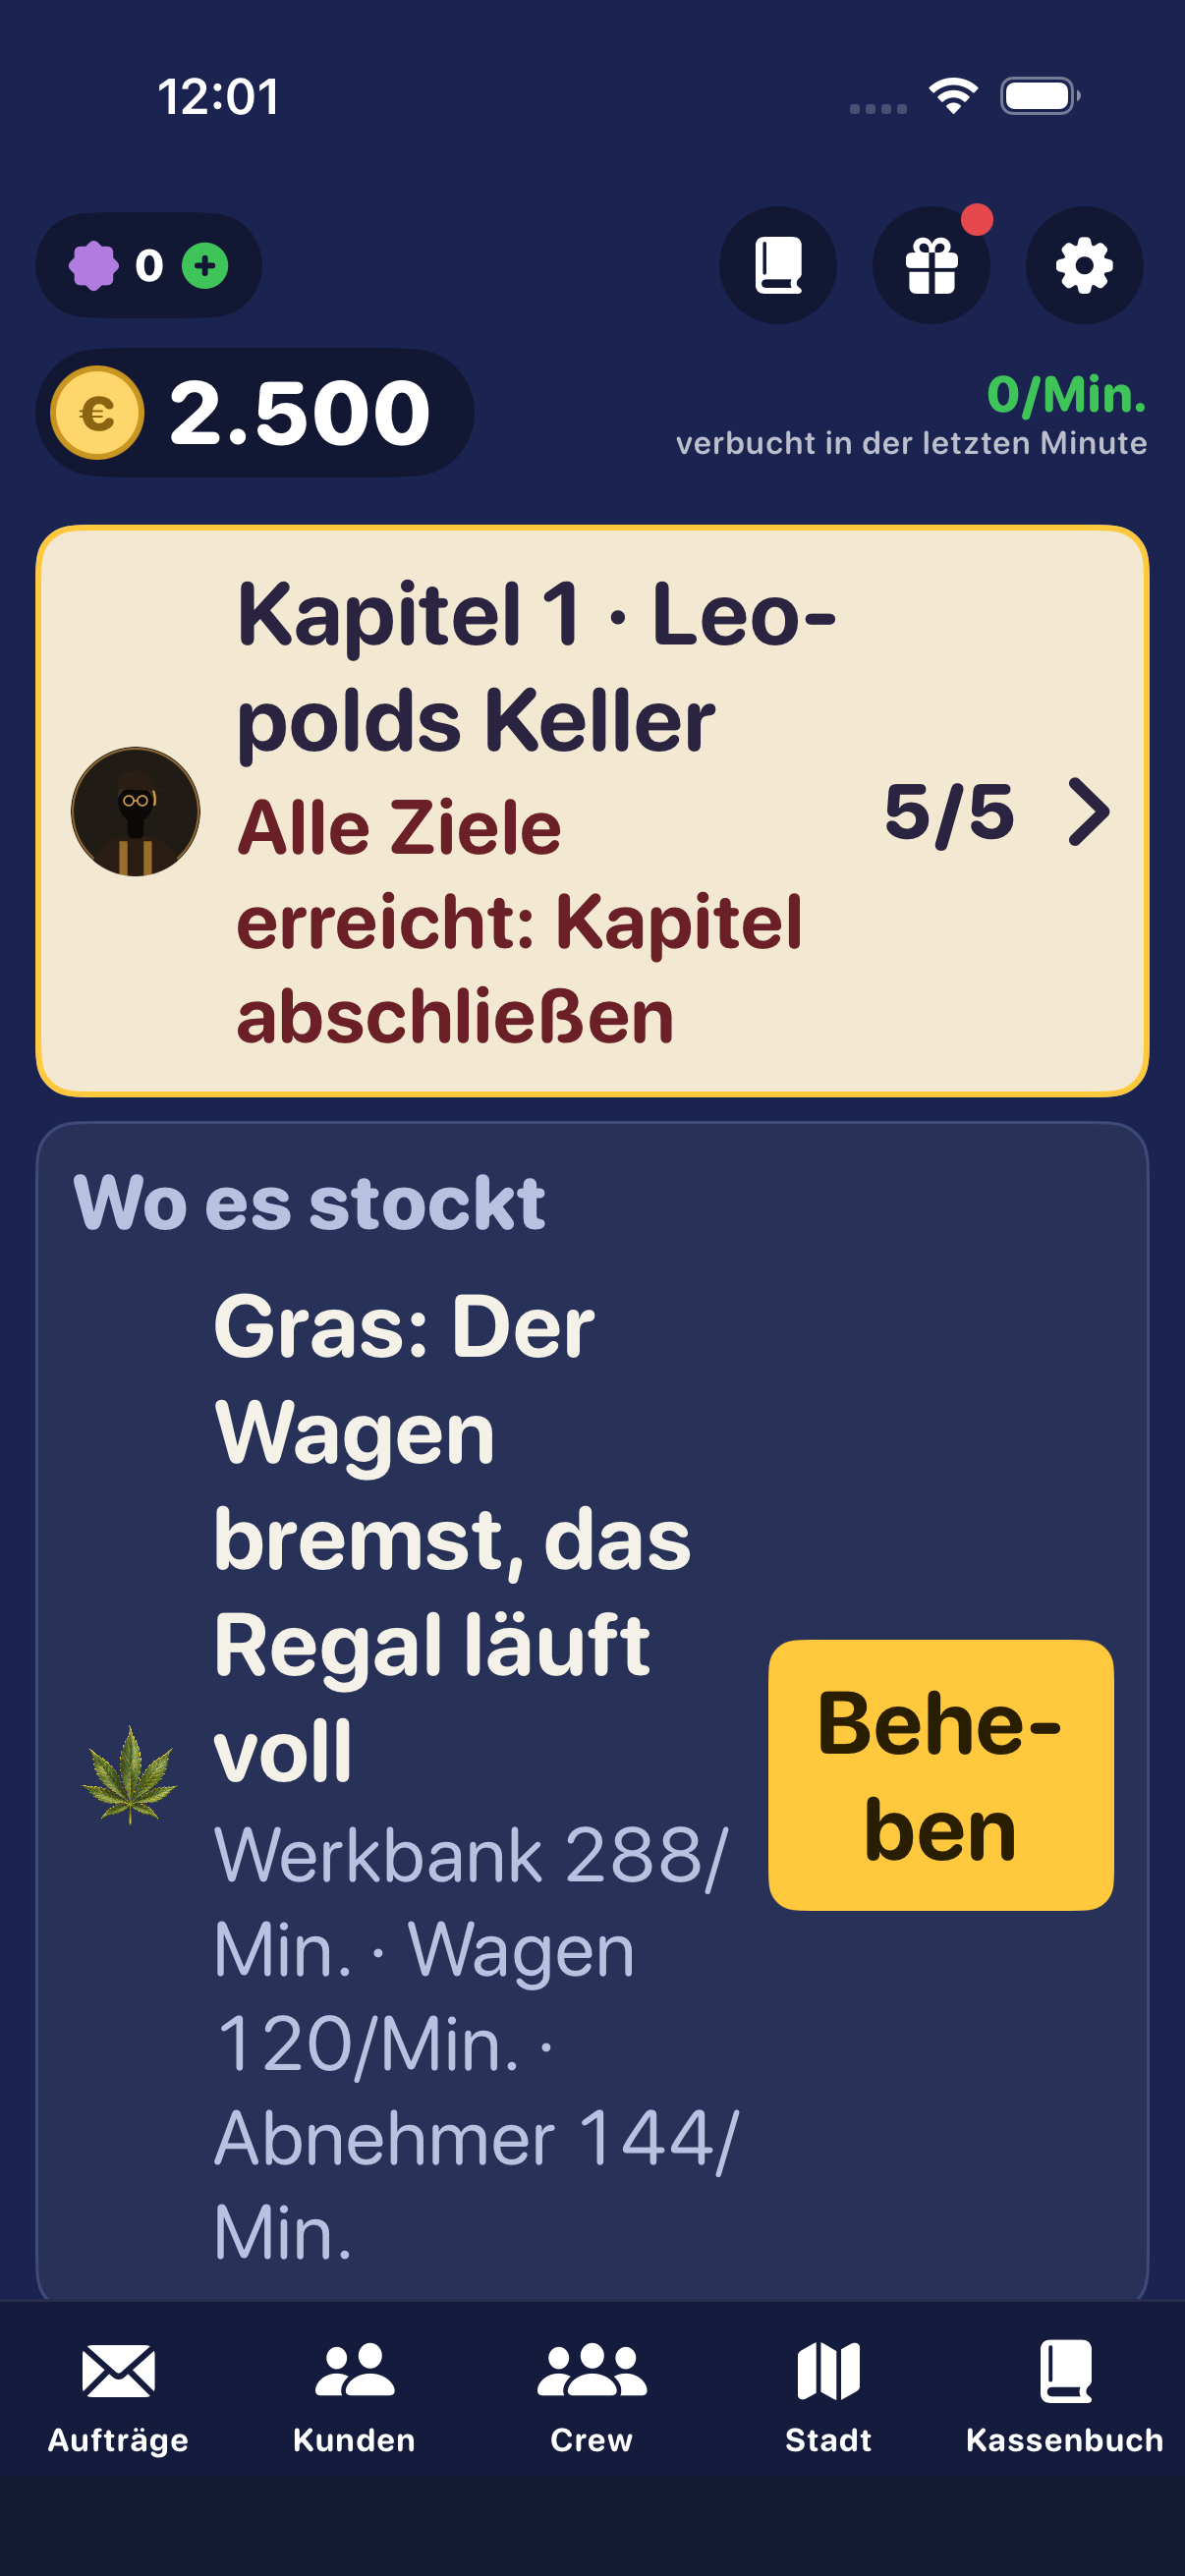 12:01
0
2.500
0/Min.
verbucht in der letzten Minute
Kapitel 1 · Leo-
polds Keller
Alle Ziele
erreicht: Kapitel
abschließen
5/5
Wo es stockt
Gras: Der
Wagen
bremst, das
Regal läuft
voll
Werkbank 288/
Min. · Wagen
120/Min. ·
Abnehmer 144/
Min.
Behe-
ben
Aufträge
Kunden
Crew
Stadt
Kassenbuch